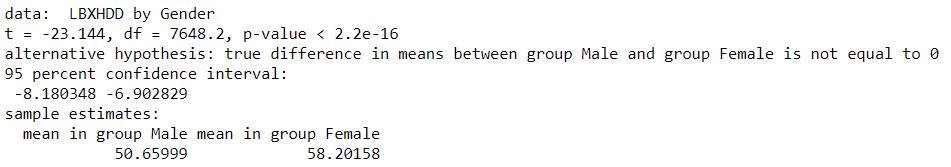 data:  LBXHDD by Gender
t = -23.144, df = 7648.2, p-value < 2.2e-16
alternative hypothesis: true difference in means between group Male and group Female is not equal to 0
95 percent confidence interval:
 -8.180348 -6.902829
sample estimates:
  mean in group Male mean in group Female
            50.65999             58.20158